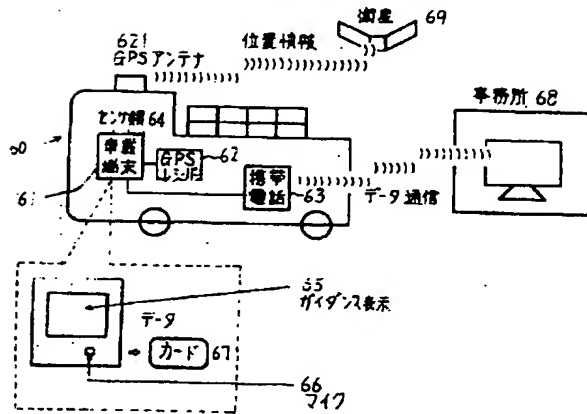 621
GPSアンテナ
位置情報
衛星 69
センサ類 64
車載
端末
GPS
レシーバ
62
携帯
電話
63
データ通信
事務所 68
60
61
65
ガイダンス表示
データ
カード 67
66
マイク